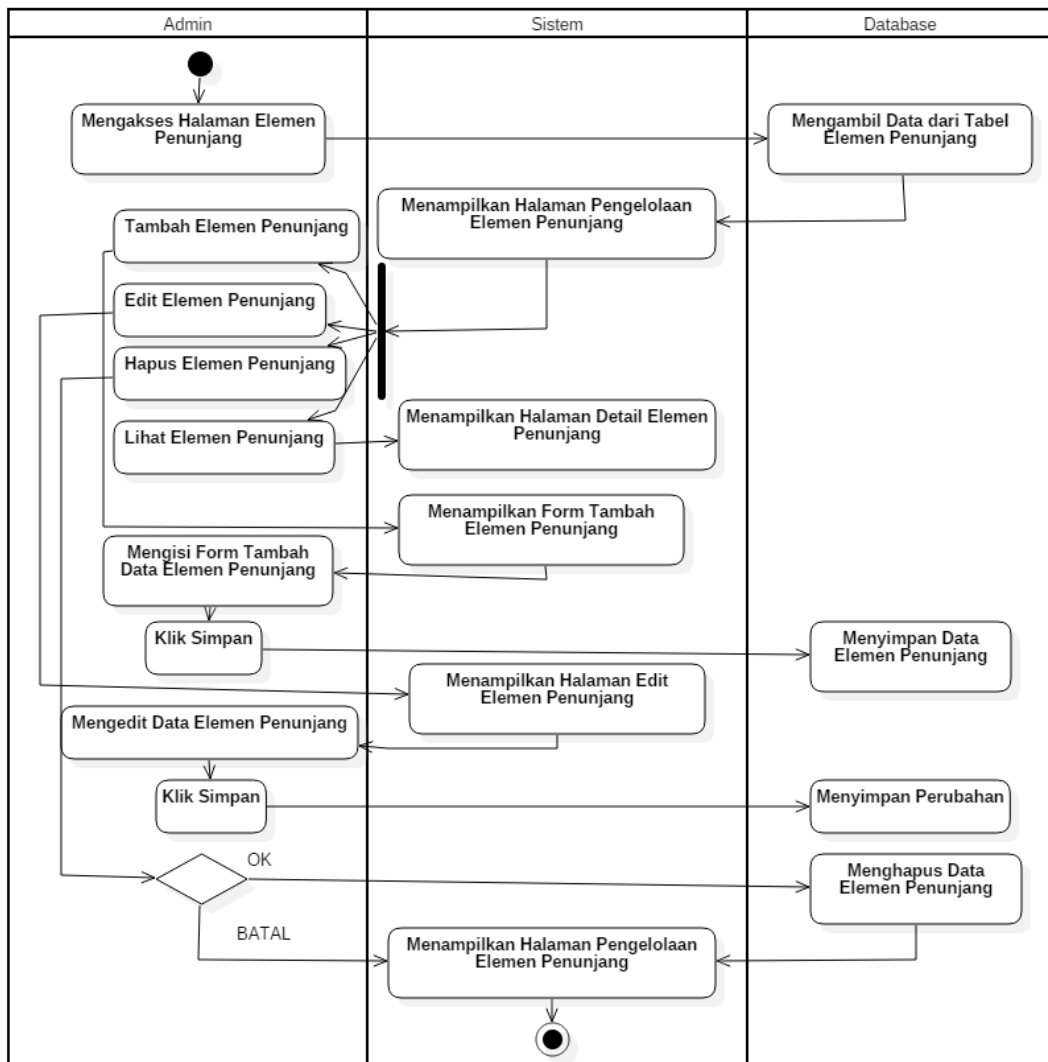 Admin
Sistem
Database
Mengakses Halaman Elemen
Penunjang
Mengambil Data dari Tabel
Elemen Penunjang
Menampilkan Halaman Pengelolaan
Elemen Penunjang
Tambah Elemen Penunjang
Edit Elemen Penunjang
Hapus Elemen Penunjang
Lihat Elemen Penunjang
Menampilkan Halaman Detail Elemen
Penunjang
Menampilkan Form Tambah
Elemen Penunjang
Mengisi Form Tambah
Data Elemen Penunjang
Klik Simpan
Menyimpan Data
Elemen Penunjang
Menampilkan Halaman Edit
Elemen Penunjang
Mengedit Data Elemen Penunjang
Klik Simpan
Menyimpan Perubahan
OK
Menghapus Data
Elemen Penunjang
BATAL
Menampilkan Halaman Pengelolaan
Elemen Penunjang